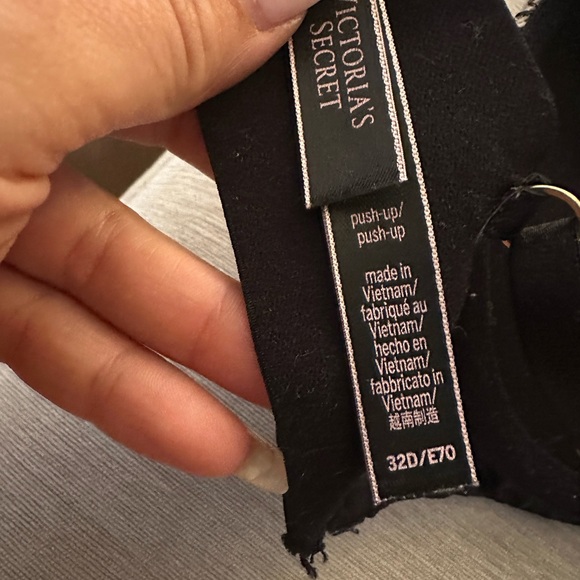 VICTORIA'S
SECRET
push-up/
push-up
made in
Vietnam/
fabriqué au
Vietnam/
hecho en
Vietnam/
fabbricato in
Vietnam/
越南制造
32D/E70